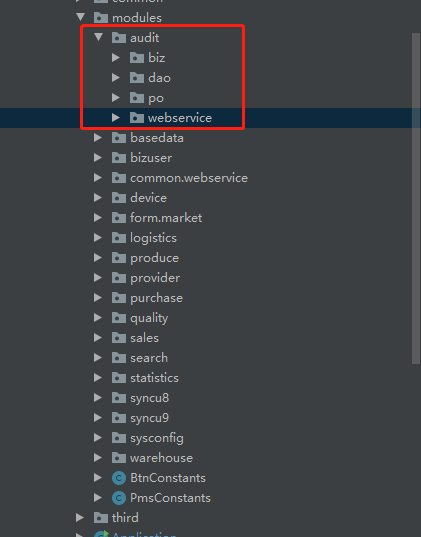 common
modules
audit
biz
dao
po
webservice
basedata
bizuser
common.webservice
device
form.market
logistics
produce
provider
purchase
quality
sales
search
statistics
syncu8
syncu9
sysconfig
warehouse
BtnConstants
PmsConstants
third
Application